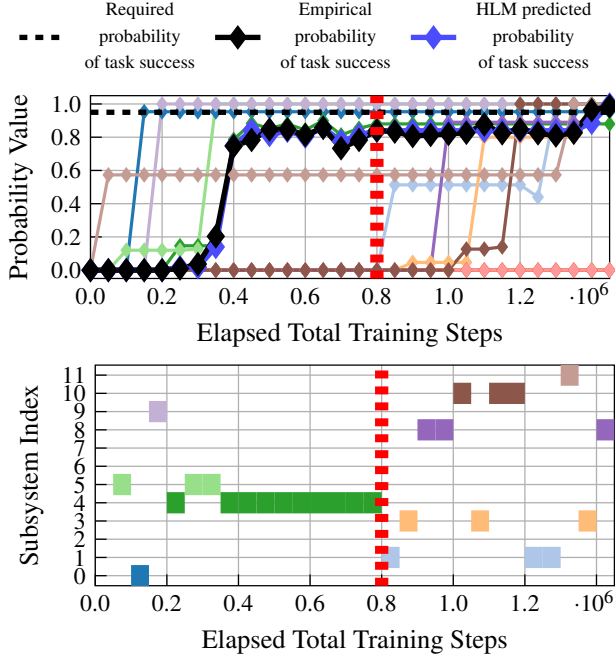 Required Empirical HLM predicted
probability probability probability
of task success of task success of task success
Probability Value
1.0
0.8
0.6
0.4
0.2
0.0
0.0 0.2 0.4 0.6 0.8 1.0 1.2 ·10⁶
Elapsed Total Training Steps
Subsystem Index
11
10
9
8
7
6
5
4
3
2
1
0
0.0 0.2 0.4 0.6 0.8 1.0 1.2 ·10⁶
Elapsed Total Training Steps